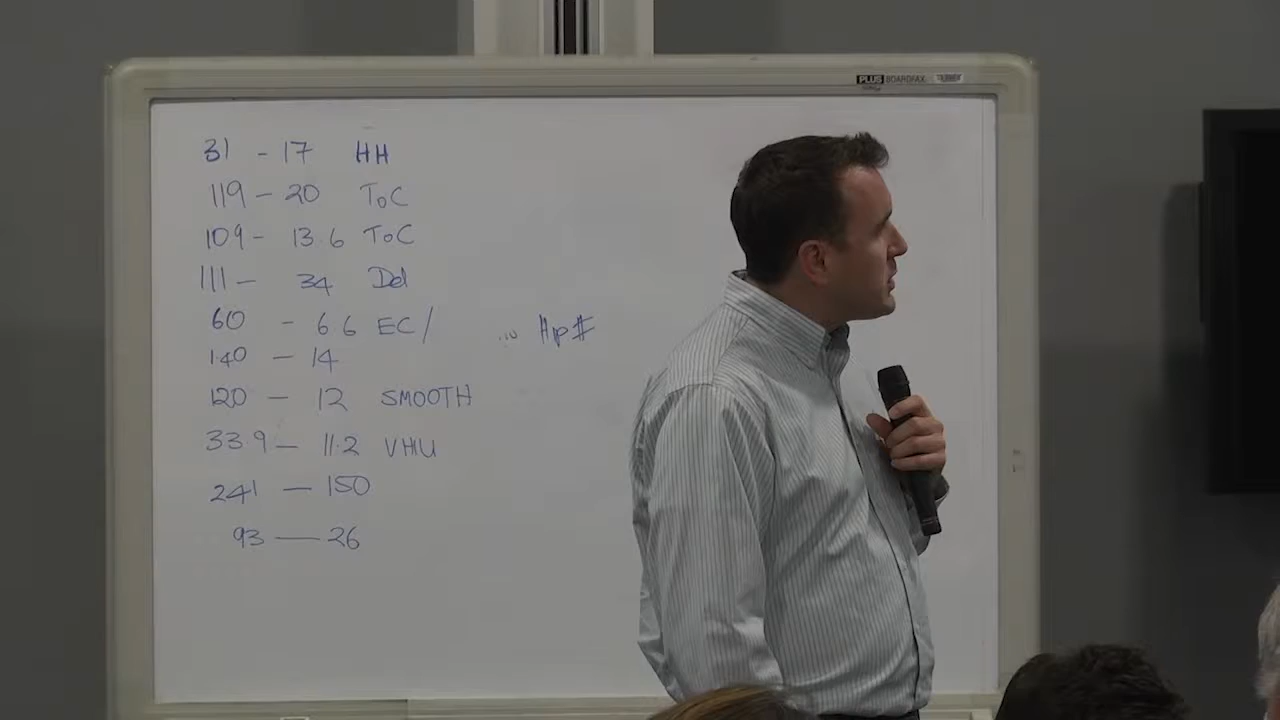 PLUS BOARDFAX
31 - 17 HH
119 - 20 ToC
109 - 13.6 ToC
111 - 34 Del
60 - 6.6 EC/ ... Hip#
140 - 14
120 - 12 SMOOTH
33.9 - 11.2 VHU
241 - 150
93 - 26